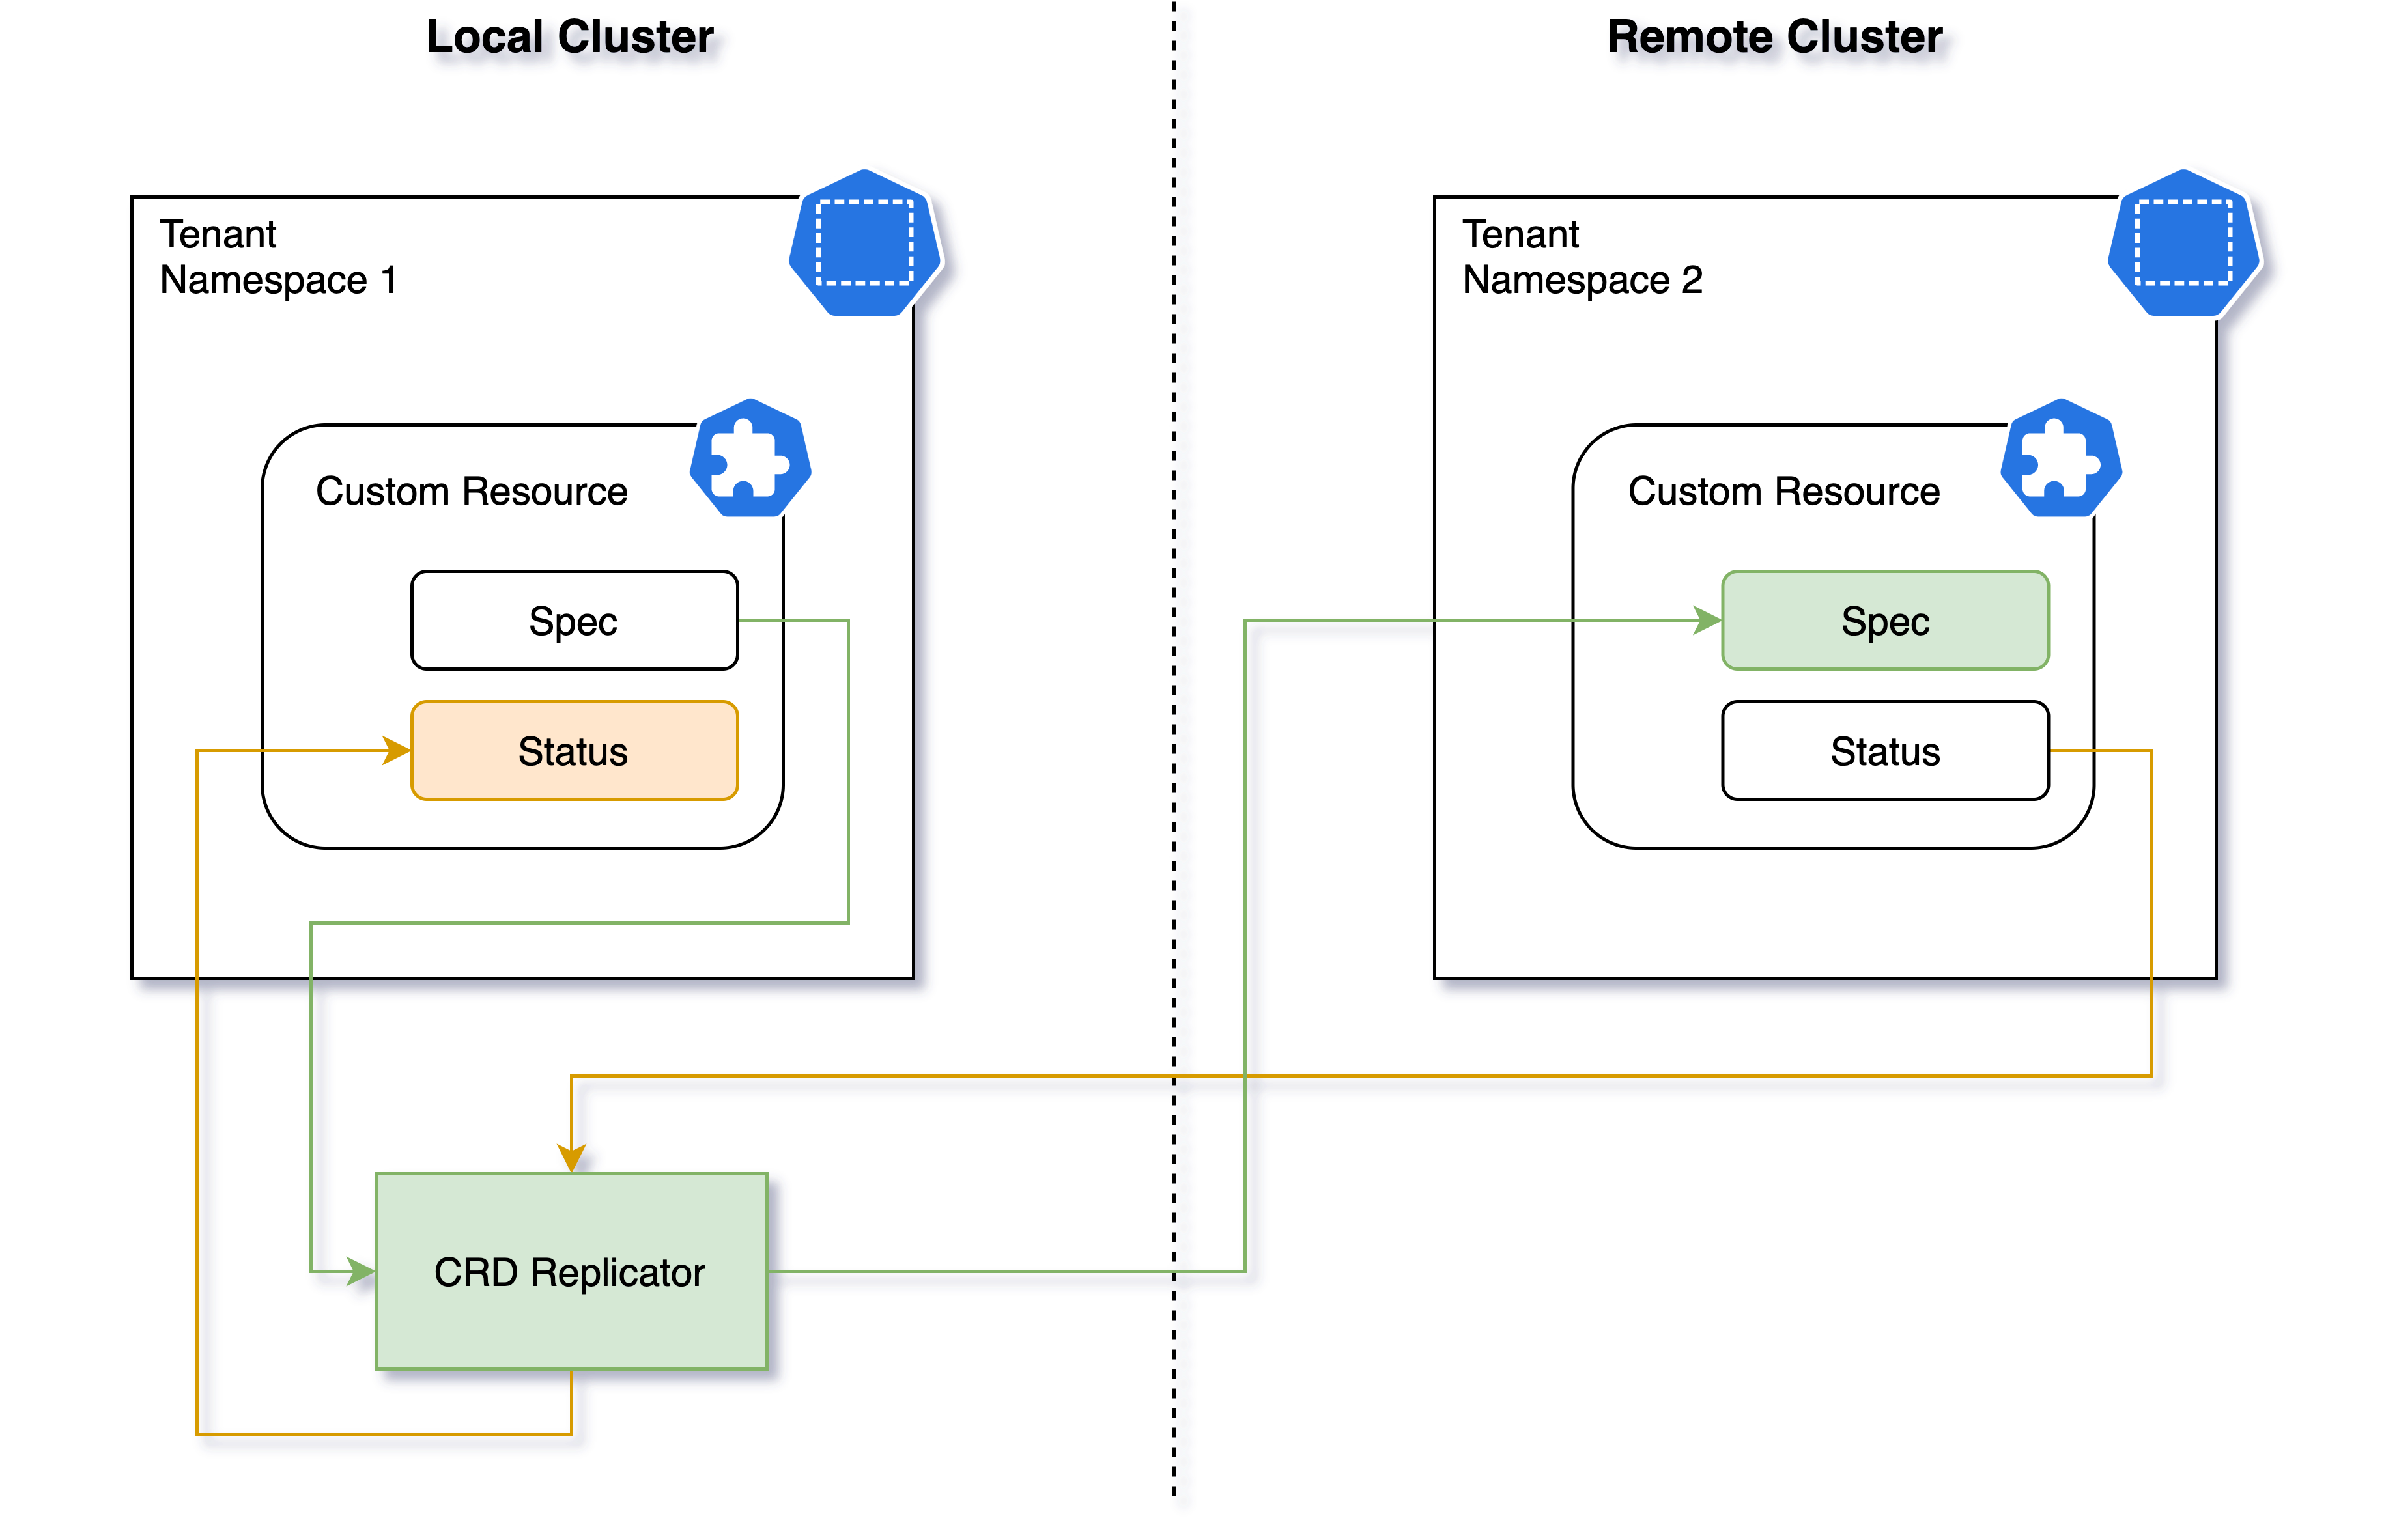 Local Cluster
Remote Cluster
Tenant
Namespace 1
Custom Resource
Spec
Status
Tenant
Namespace 2
Custom Resource
Spec
Status
CRD Replicator